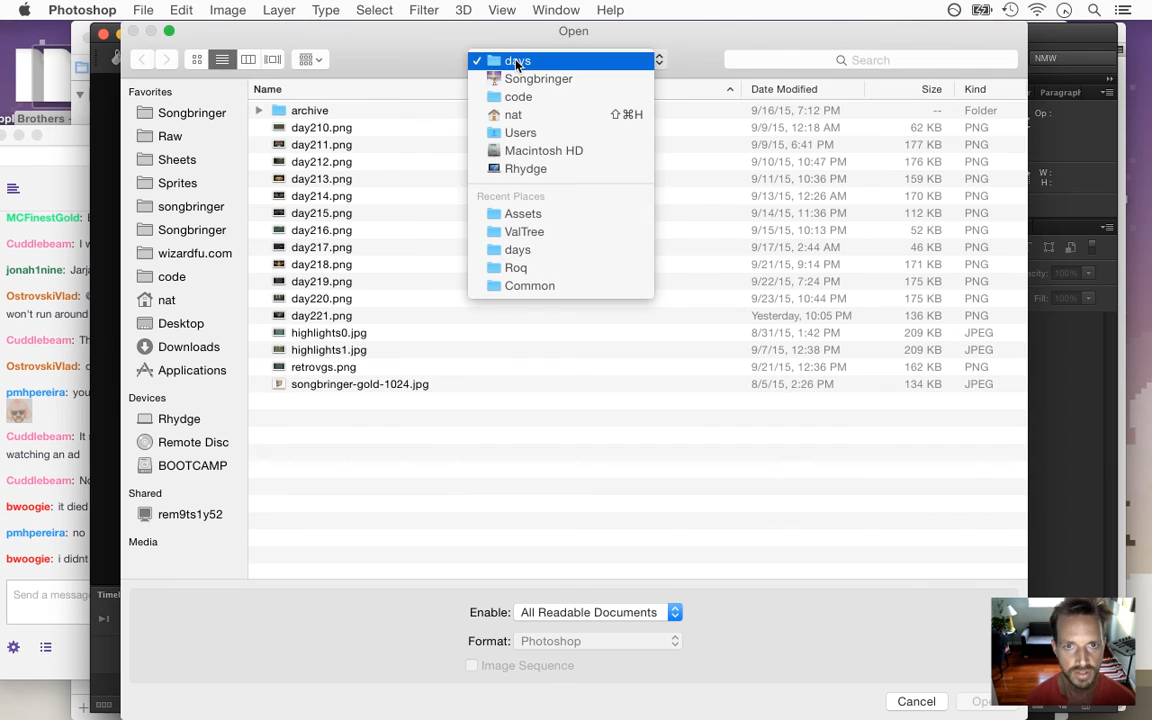 Photoshop File Edit Image Layer Type Select Filter 3D View Window Help
Open
days
Songbringer
code
nat ⇧⌘H
Users
Macintosh HD
Rhydge
Recent Places
Assets
ValTree
days
Roq
Common
Search
NMW
Paragraph
Op :
W :
H :
100%
Fill: 100%
Brothers -
Favorites
Songbringer
Raw
Sheets
Sprites
songbringer
Songbringer
wizardfu.com
code
nat
Desktop
Downloads
Applications
Devices
Rhydge
Remote Disc
BOOTCAMP
Shared
rem9ts1y52
Media
Name Date Modified Size Kind
archive 9/16/15, 7:12 PM -- Folder
day210.png 9/9/15, 12:18 AM 62 KB PNG
day211.png 9/9/15, 6:41 PM 177 KB PNG
day212.png 9/10/15, 10:47 PM 176 KB PNG
day213.png 9/11/15, 10:36 PM 159 KB PNG
day214.png 9/13/15, 12:26 AM 170 KB PNG
day215.png 9/14/15, 11:36 PM 112 KB PNG
day216.png 9/15/15, 10:13 PM 52 KB PNG
day217.png 9/17/15, 2:44 AM 46 KB PNG
day218.png 9/21/15, 9:14 PM 171 KB PNG
day219.png 9/22/15, 7:24 PM 175 KB PNG
day220.png 9/23/15, 10:44 PM 175 KB PNG
day221.png Yesterday, 10:05 PM 136 KB PNG
highlights0.jpg 8/31/15, 1:42 PM 209 KB JPEG
highlights1.jpg 9/7/15, 12:38 PM 209 KB JPEG
retrovgs.png 9/21/15, 12:36 PM 162 KB PNG
songbringer-gold-1024.jpg 8/5/15, 2:26 PM 134 KB JPEG
MCFinestGold:
Cuddlebeam: I w
jonah1nine: Jarja
OstrovskiVlad:
won't run around
Cuddlebeam: Th
OstrovskiVlad:
pmhpereira: you
Cuddlebeam: It s
watching an ad
Cuddlebeam: No
bwoogie: it died
pmhpereira: no
bwoogie: i didnt
Send a message
Timel
Enable: All Readable Documents
Format: Photoshop
Image Sequence
Cancel